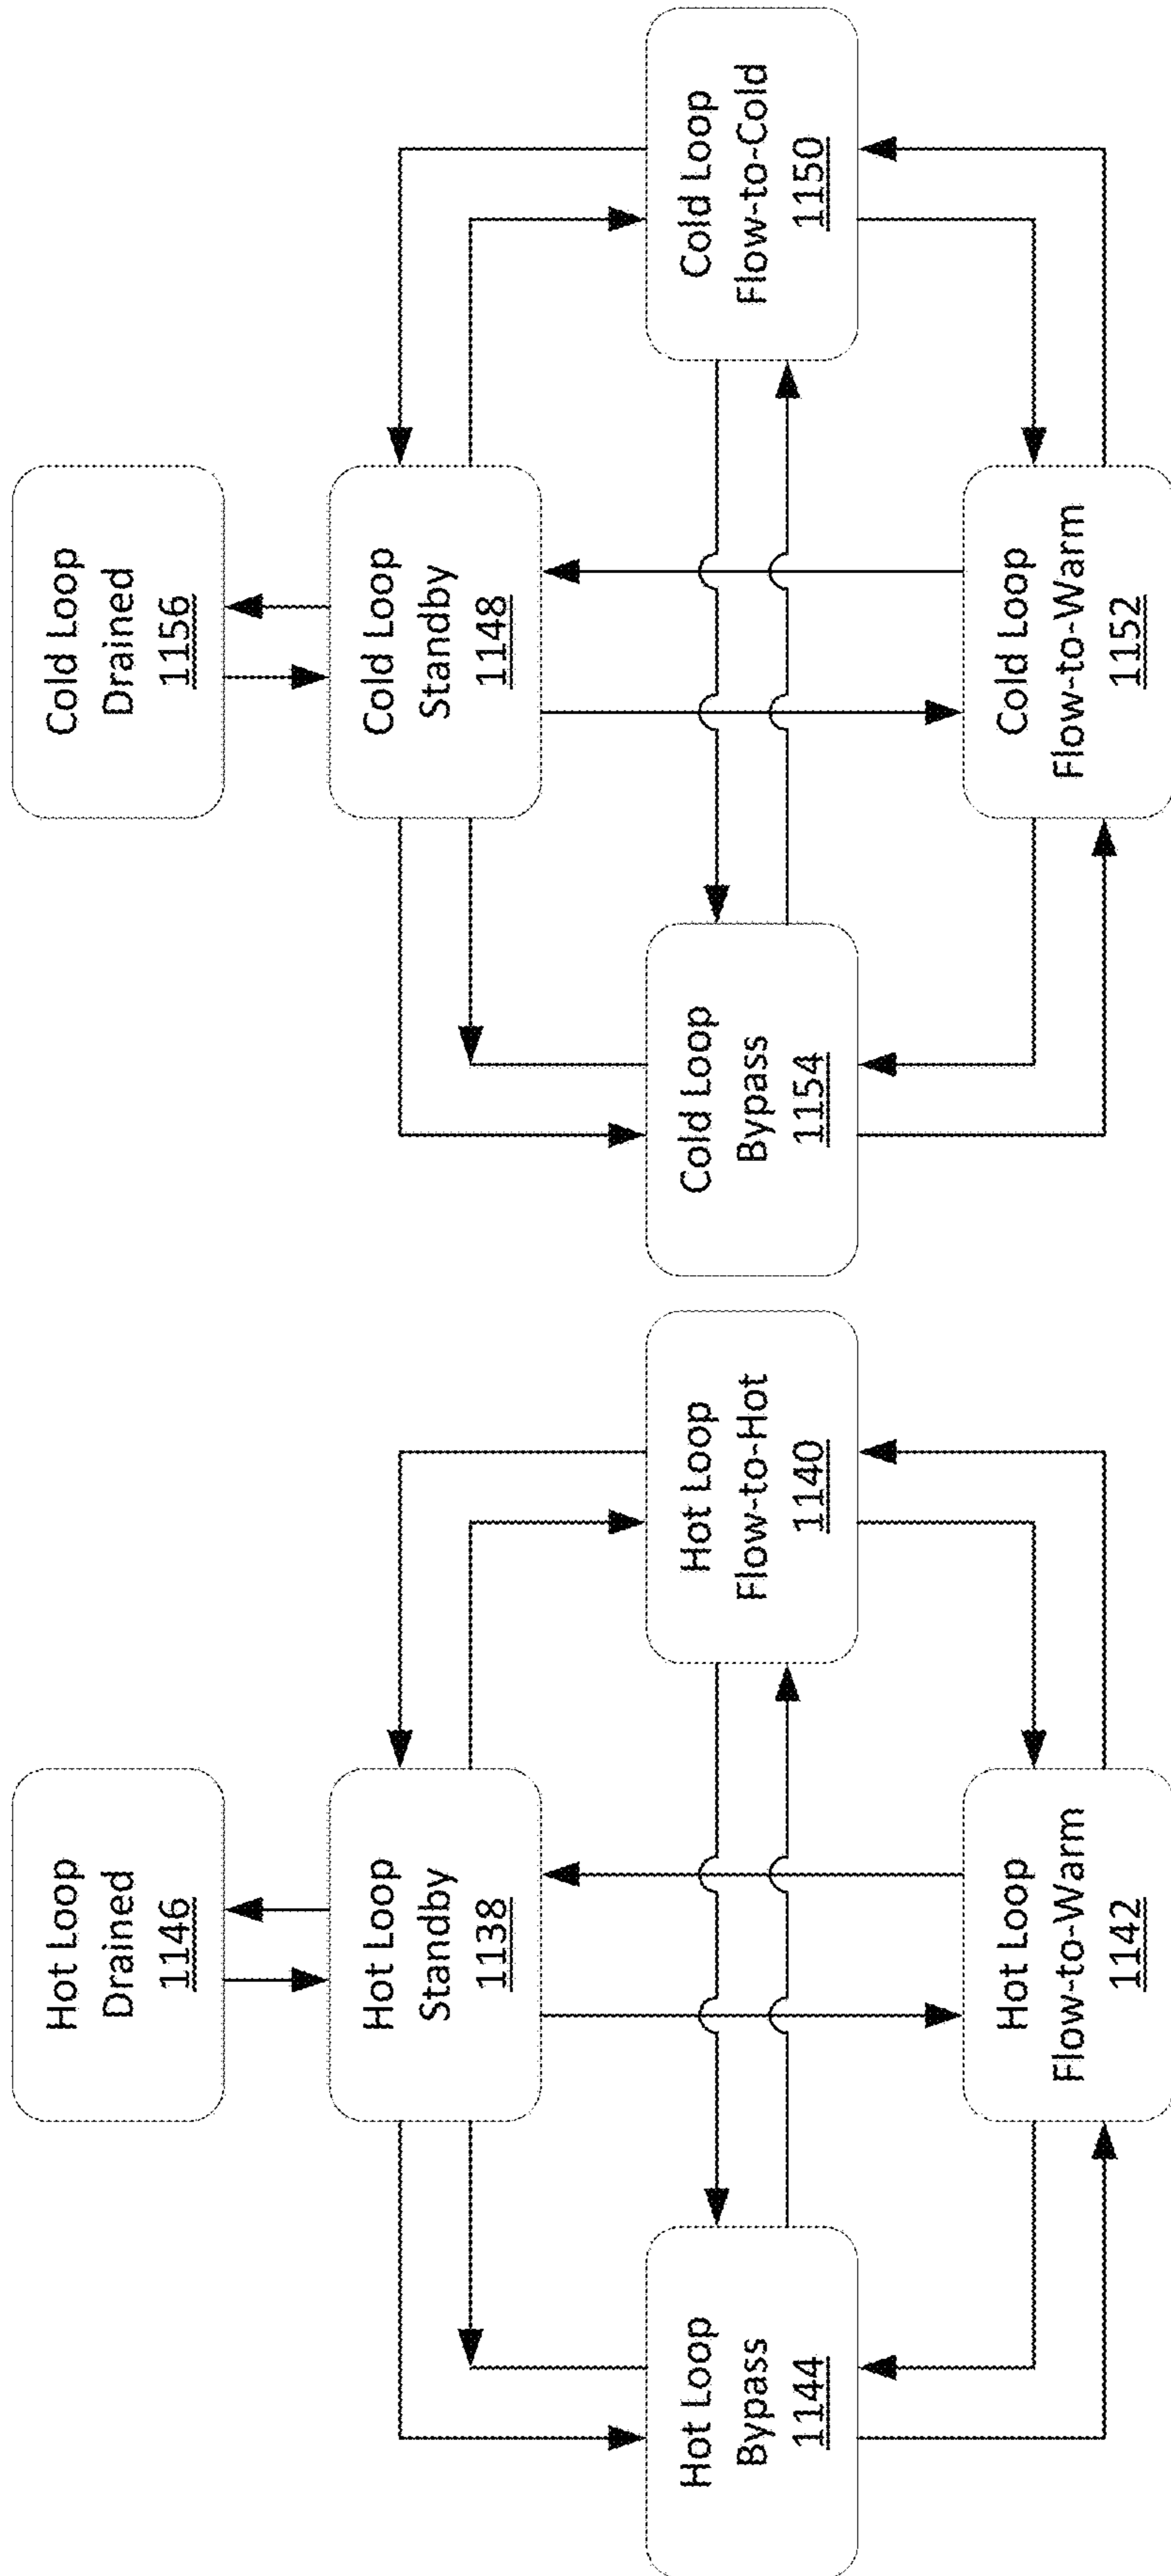 Hot Loop
Drained
1146
Hot Loop
Standby
1138
Hot Loop
Bypass
1144
Hot Loop
Flow-to-Hot
1140
Hot Loop
Flow-to-Warm
1142
Cold Loop
Drained
1156
Cold Loop
Standby
1148
Cold Loop
Bypass
1154
Cold Loop
Flow-to-Cold
1150
Cold Loop
Flow-to-Warm
1152